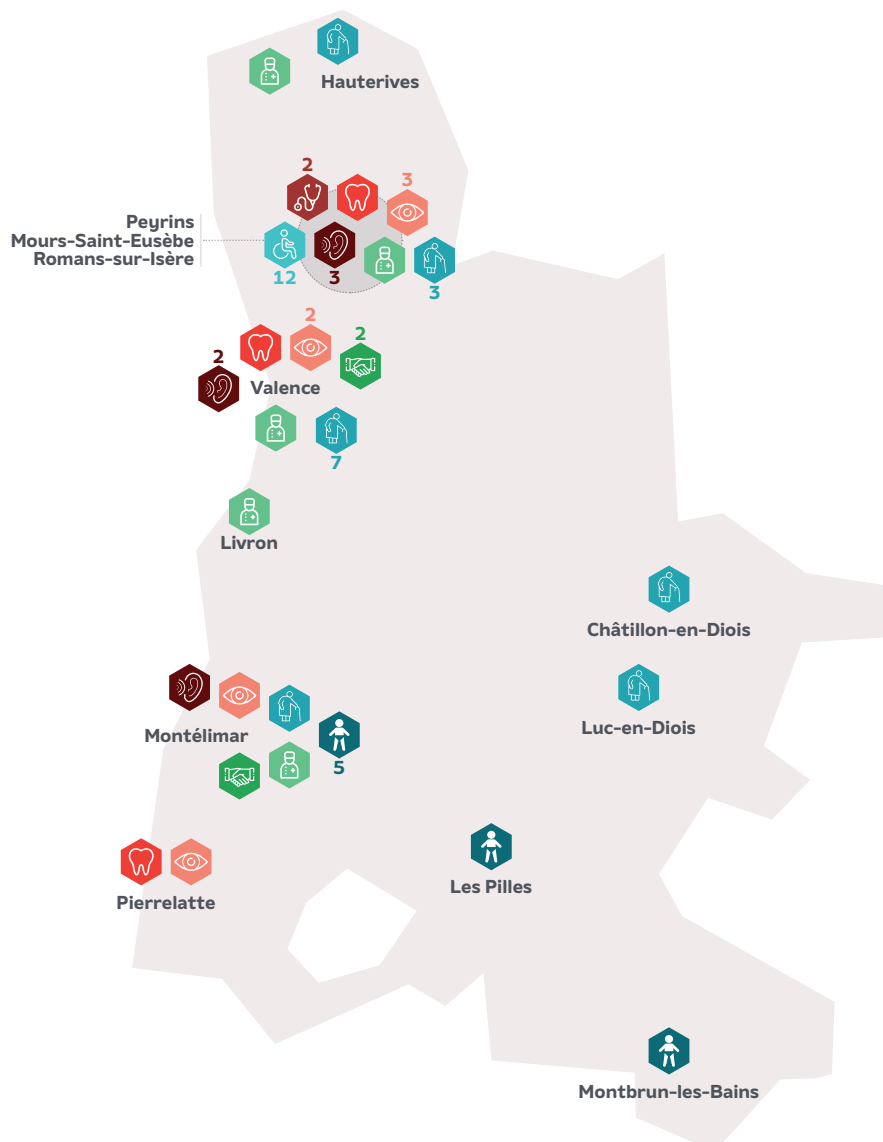 Hauterives
2
3
Peyrins
Mours-Saint-Eusèbe
Romans-sur-Isère
12
3
3
2
2
2
Valence
7
Livron
Châtillon-en-Diois
Luc-en-Diois
Montélimar
5
Les Pilles
Pierrelatte
Montbrun-les-Bains